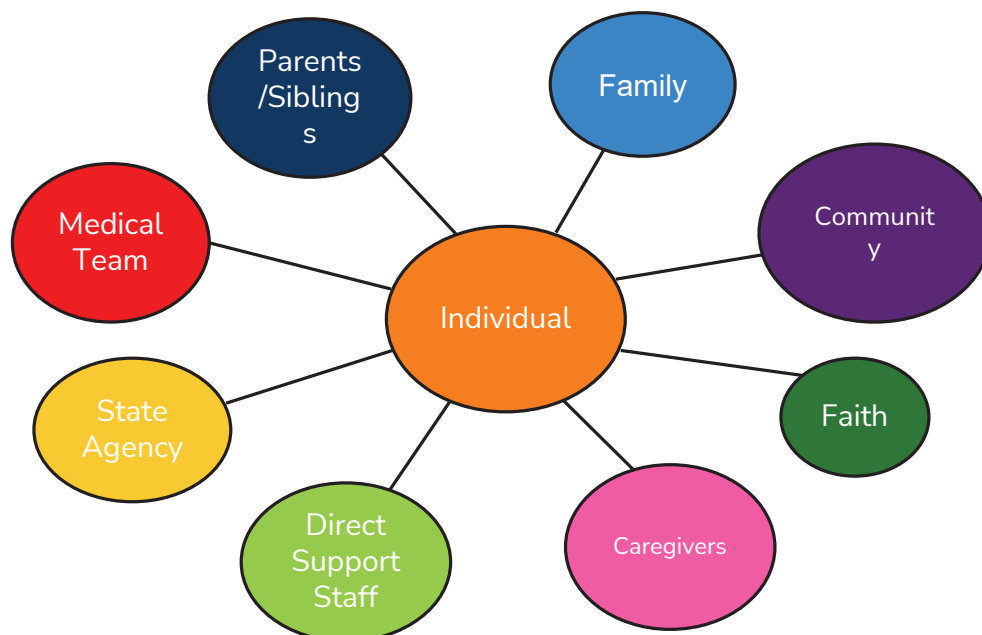 Parents
/Sibling
s
Family
Medical
Team
Communit
y
Individual
State
Agency
Faith
Direct
Support
Staff
Caregivers